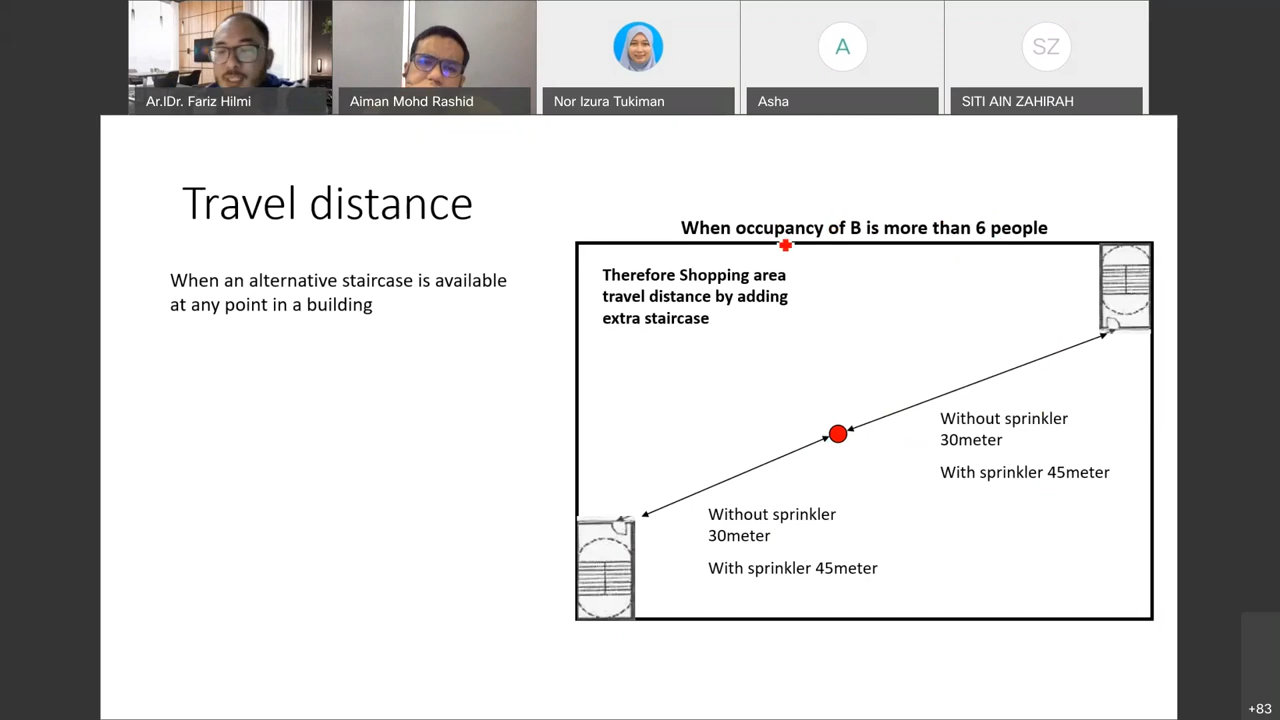 Ar.IDr. Fariz Hilmi
Aiman Mohd Rashid
Nor Izura Tukiman
A
Asha
SZ
SITI AIN ZAHIRAH
Travel distance
When an alternative staircase is available
at any point in a building
When occupancy of B is more than 6 people
Therefore Shopping area
travel distance by adding
extra staircase
Without sprinkler
30meter
With sprinkler 45meter
Without sprinkler
30meter
With sprinkler 45meter
+83